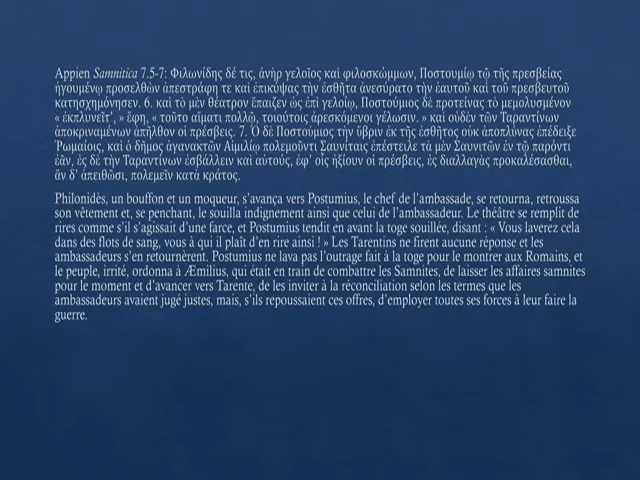 Appien Samnitica 7.5-7: Φιλωνίδης δέ τις, ἀνὴρ γελοῖος καὶ φιλοσκώμμων, Ποστουμίῳ τῷ τῆς πρεσβείας
ἡγουμένῳ προσελθὼν ἀπεστράφη τε καὶ ἐπικύψας τὴν ἐσθῆτα ἀνεσύρατο τὴν ἑαυτοῦ καὶ τοῦ πρεσβευτοῦ
κατησχημόνησεν. 6. καὶ τὸ μὲν θέατρον ἔπαιζεν ὡς ἐπὶ γελοίῳ, Ποστούμιος δὲ προτείνας τὸ μεμολυσμένον
« ἐκπλυνεῖτ’, » ἔφη, « τοῦτο αἵματι πολλῷ, τοιούτοις ἀρεσκόμενοι γέλωσιν. » καὶ οὐδὲν τῶν Ταραντίνων
ἀποκριναμένων ἀπῆλθον οἱ πρέσβεις. 7. Ὁ δὲ Ποστούμιος τὴν ὕβριν ἐκ τῆς ἐσθῆτος οὐκ ἀποπλύνας ἐπέδειξε
Ῥωμαίοις, καὶ ὁ δῆμος ἀγανακτῶν Αἰμιλίῳ πολεμοῦντι Σαυνίταις ἐπέστειλε τὰ μὲν Σαυνιτῶν ἐν τῷ παρόντι
ἐᾶν, ἐς δὲ τὴν Ταραντίνων ἐσβάλλειν καὶ αὐτούς, ἐφ’ οἷς ἠξίουν οἱ πρέσβεις, ἐς διαλλαγὰς προκαλέσασθαι,
ἂν δ’ ἀπειθῶσι, πολεμεῖν κατὰ κράτος.
Philonidès, un bouffon et un moqueur, s’avança vers Postumius, le chef de l’ambassade, se retourna, retroussa
son vêtement et, se penchant, le souilla indignement ainsi que celui de l’ambassadeur. Le théâtre se remplit de
rires comme s’il s’agissait d’une farce, et Postumius tendit en avant la toge souillée, disant : « Vous laverez cela
dans des flots de sang, vous à qui il plaît d’en rire ainsi ! » Les Tarentins ne firent aucune réponse et les
ambassadeurs s’en retournèrent. Postumius ne lava pas l’outrage fait à la toge pour le montrer aux Romains, et
le peuple, irrité, ordonna à Æmilius, qui était en train de combattre les Samnites, de laisser les affaires samnites
pour le moment et d’avancer vers Tarente, de les inviter à la réconciliation selon les termes que les
ambassadeurs avaient jugé justes, mais, s’ils repoussaient ces offres, d’employer toutes ses forces à leur faire la
guerre.